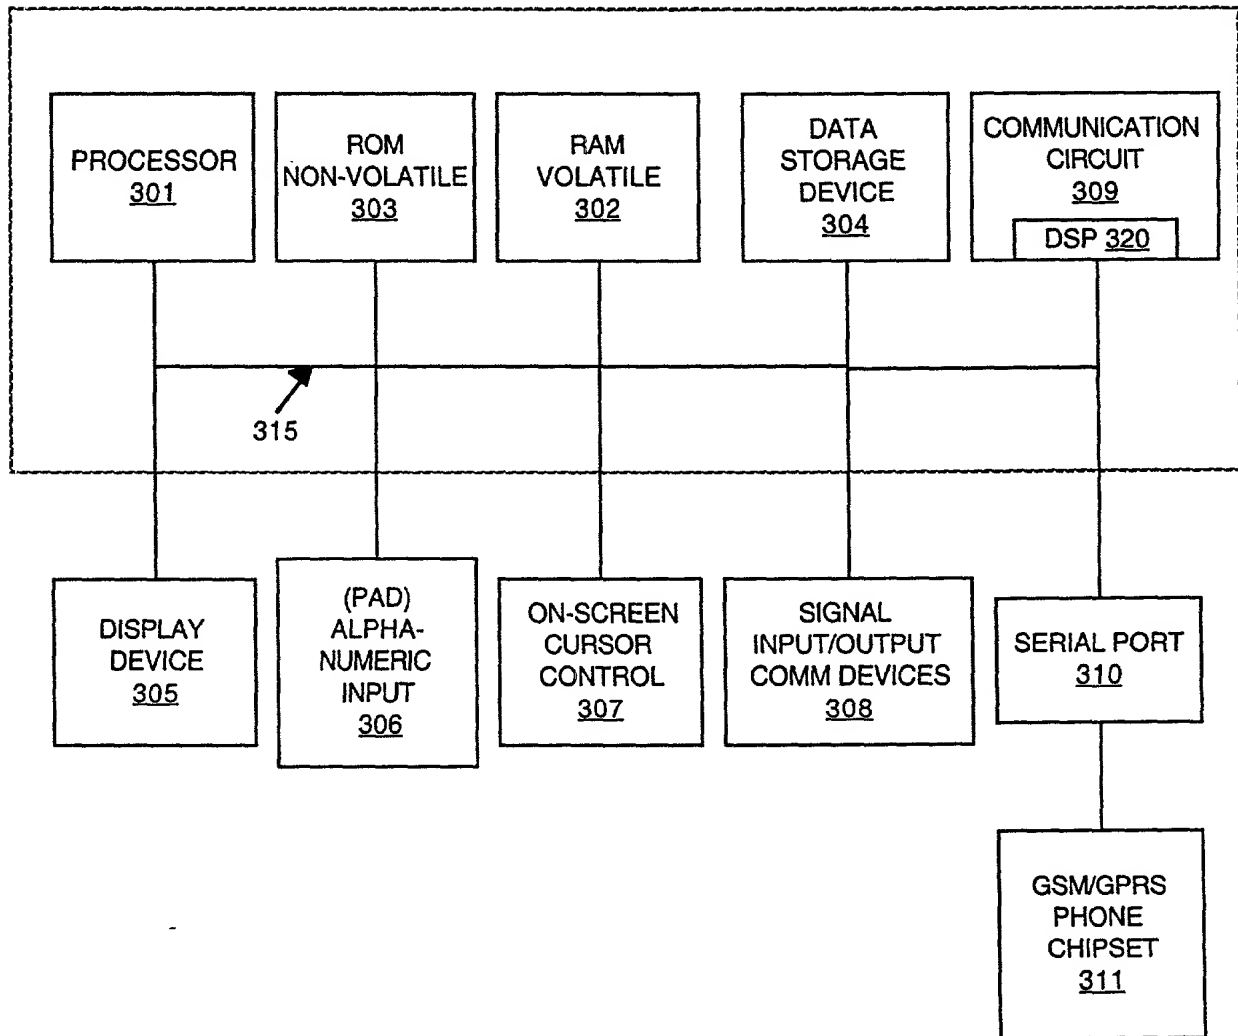 PROCESSOR
301
ROM
NON-VOLATILE
303
RAM
VOLATILE
302
DATA
STORAGE
DEVICE
304
COMMUNICATION
CIRCUIT
309
DSP 320
315
DISPLAY
DEVICE
305
(PAD)
ALPHA-
NUMERIC
INPUT
306
ON-SCREEN
CURSOR
CONTROL
307
SIGNAL
INPUT/OUTPUT
COMM DEVICES
308
SERIAL PORT
310
GSM/GPRS
PHONE
CHIPSET
311